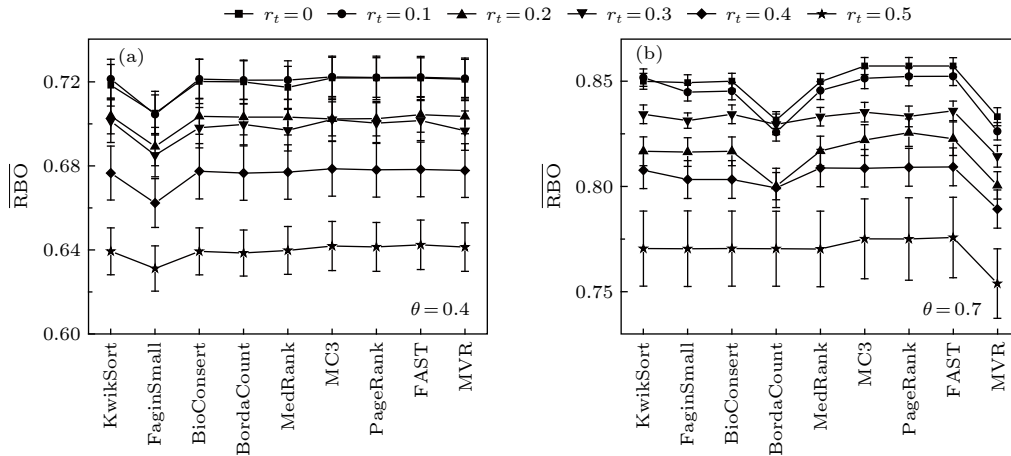 r_t=0 r_t=0.1 r_t=0.2 r_t=0.3 r_t=0.4 r_t=0.5
(a)
0.72
0.68
0.64
0.60
RBO
θ=0.4
KwikSort
FaginSmall
BioConsert
BordaCount
MedRank
MC3
PageRank
FAST
MVR
(b)
0.85
0.80
0.75
RBO
θ=0.7
KwikSort
FaginSmall
BioConsert
BordaCount
MedRank
MC3
PageRank
FAST
MVR